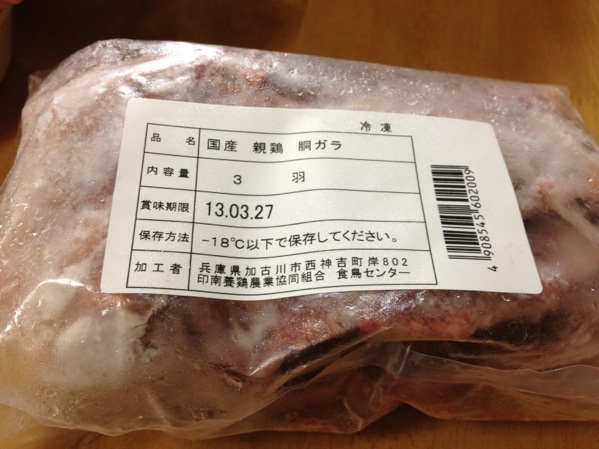 冷凍
品名 国産 親鶏 胴ガラ
内容量 3 羽
賞味期限 13.03.27
保存方法 -18℃以下で保存してください。
加工者 兵庫県加古川市西神吉町岸802
印南養鶏農業協同組合 食鳥センター
4908545602009